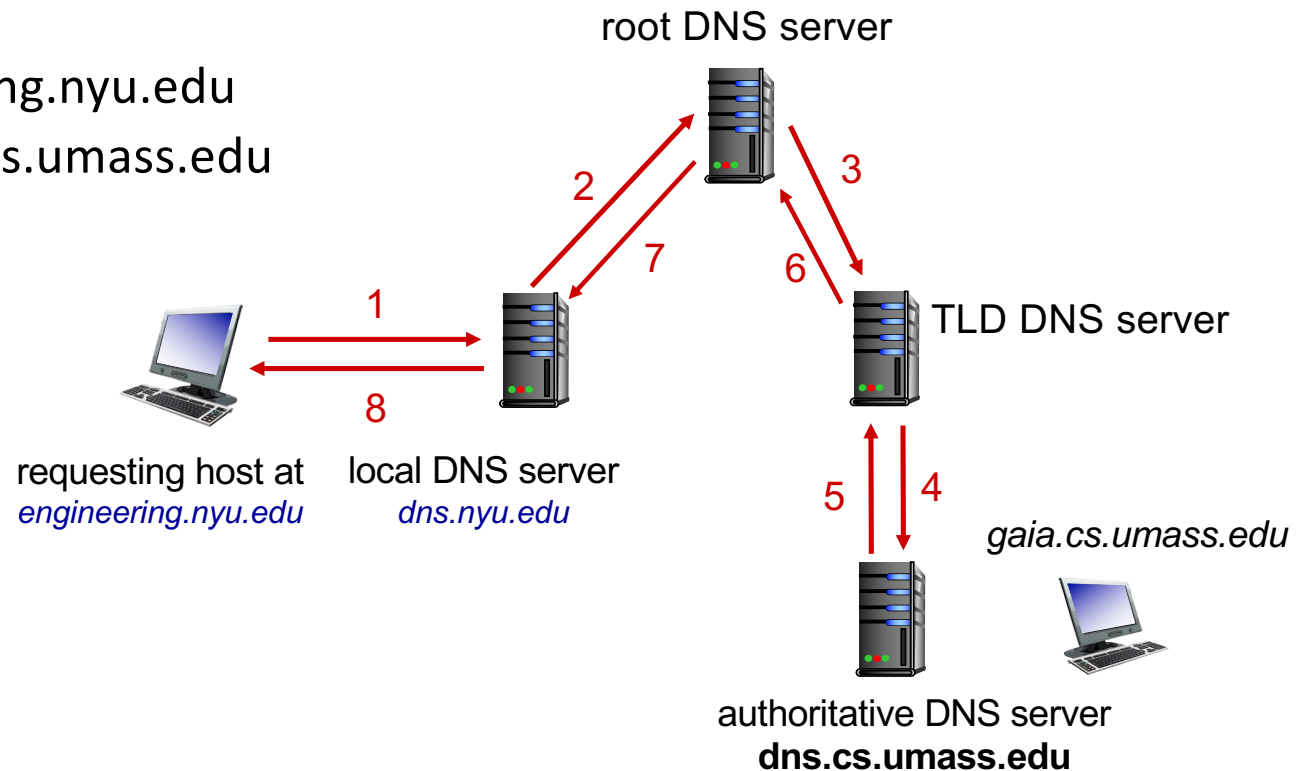 root DNS server
ng.nyu.edu
s.umass.edu
2
3
7
6
1
TLD DNS server
8
requesting host at
engineering.nyu.edu
local DNS server
dns.nyu.edu
5
4
gaia.cs.umass.edu
authoritative DNS server
dns.cs.umass.edu